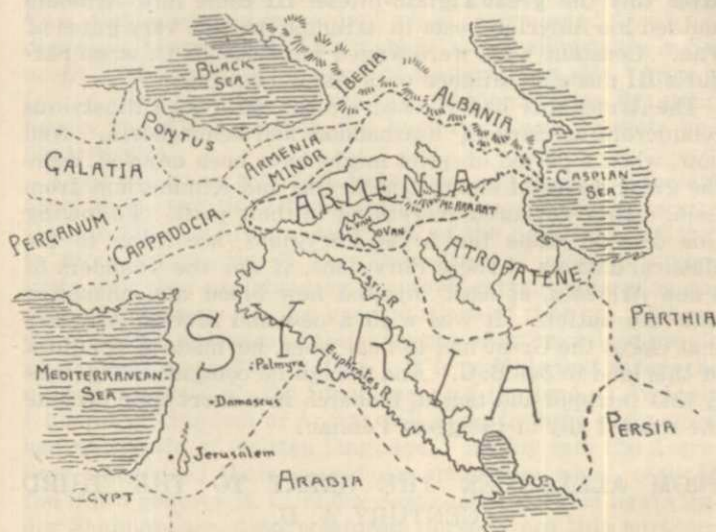 BLACK
SEA
IBERIA
ALBANIA
PONTUS
ARMENIA
MINOR
GALATIA
ARMENIA
CASPIAN
SEA
MT. ARARAT
PERGANUM
CAPPADOCIA
VAN
ATROPATENE
TIGRIS R.
SYRIA
PARTHIA
Euphrates R.
Palmyra
MEDITERRANEAN
SEA
Damascus
PERSIA
Jerusalem
ARADIA
EGYPT